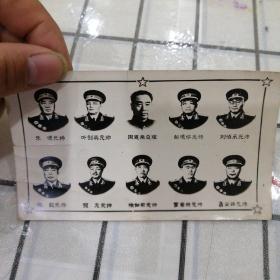 朱 德元帅 叶剑英元帅 周恩来总理 彭德怀元帅 刘伯承元帅
陈 毅元帅 贺 龙元帅 徐向前元帅 罗荣桓元帅 聂荣臻元帅